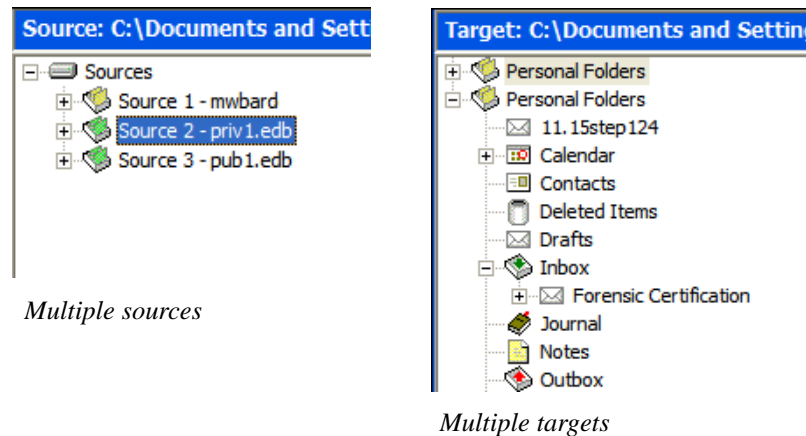 Source: C:\Documents and Sett
Sources
Source 1 - mwbard
Source 2 - priv1.edb
Source 3 - pub1.edb
Multiple sources
Target: C:\Documents and Setting
Personal Folders
Personal Folders
11.15step124
Calendar
Contacts
Deleted Items
Drafts
Inbox
Forensic Certification
Journal
Notes
Outbox
Multiple targets